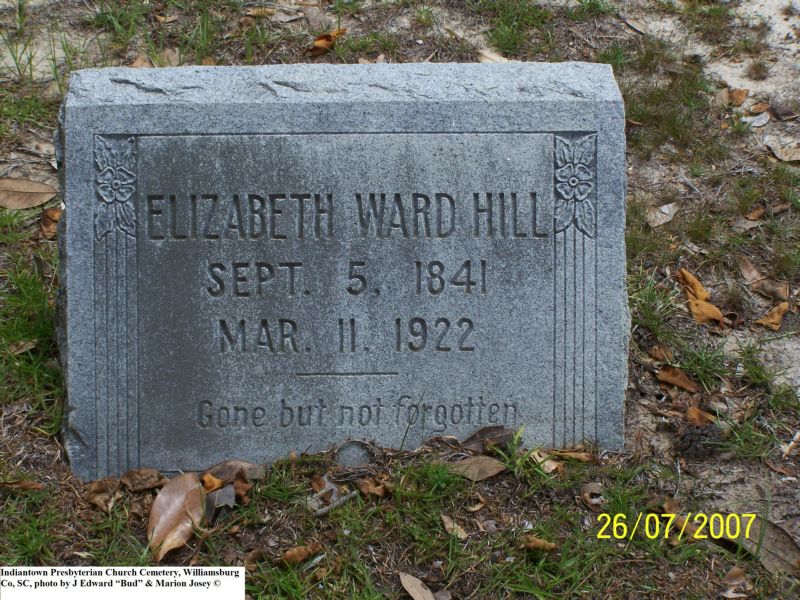 ELIZABETH WARD HILL
SEPT. 5, 1841
MAR. 11, 1922
Gone but not forgotten
26/07/2007
Indiantown Presbyterian Church Cemetery, Williamsburg
Co, SC, photo by J Edward “Bud” & Marion Josey ©